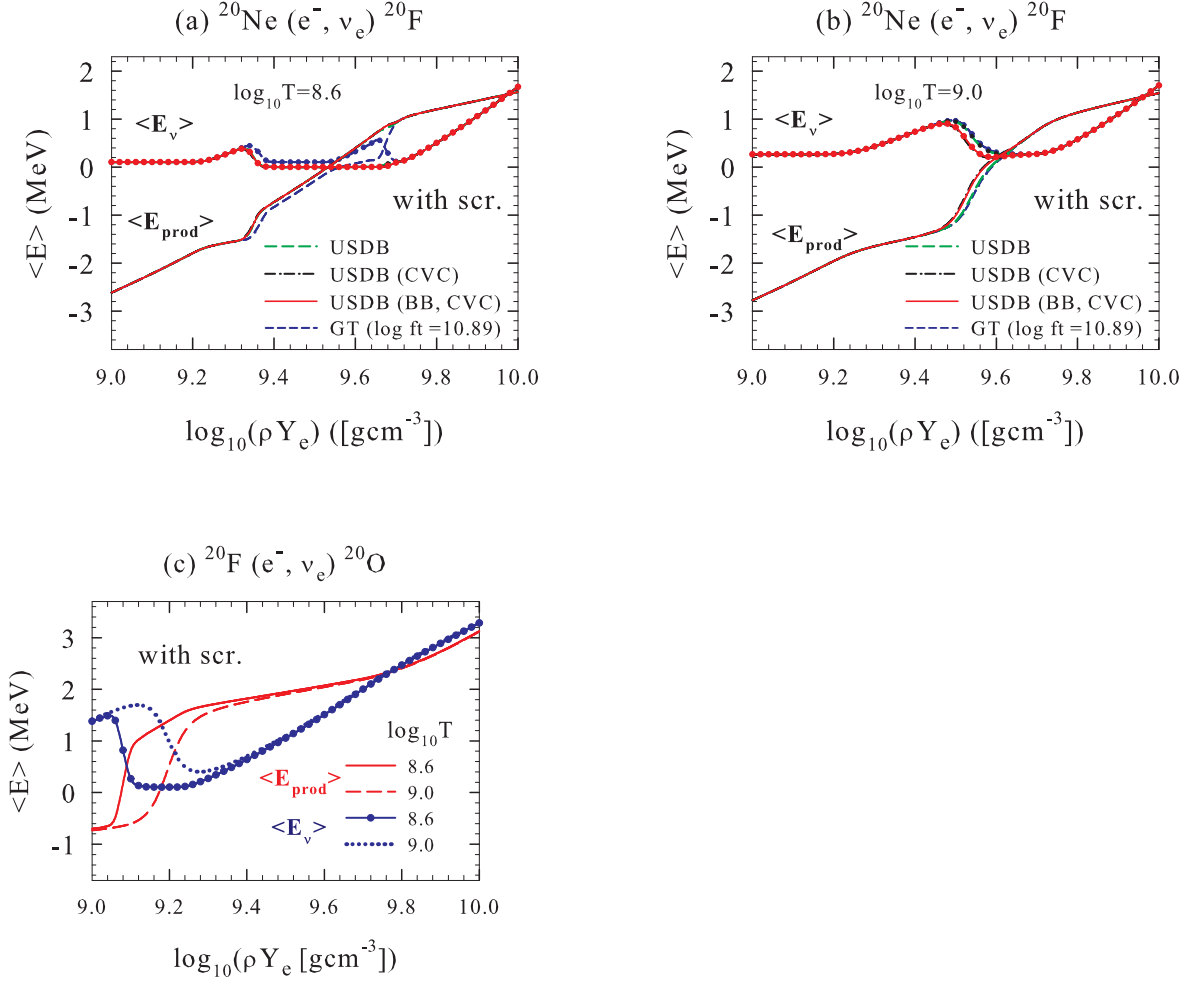 (a) ²⁰Ne (e⁻, νₑ) ²⁰F
<E> (MeV)
2
1
0
-1
-2
-3
log₁₀T=8.6
<E_ν>
with scr.
<E_prod>
USDB
USDB (CVC)
USDB (BB, CVC)
GT (log ft =10.89)
9.0 9.2 9.4 9.6 9.8 10.0
log₁₀(ρYₑ) ([gcm⁻³])
(b) ²⁰Ne (e⁻, νₑ) ²⁰F
<E> (MeV)
2
1
0
-1
-2
-3
log₁₀T=9.0
<E_ν>
with scr.
<E_prod>
USDB
USDB (CVC)
USDB (BB, CVC)
GT (log ft =10.89)
9.0 9.2 9.4 9.6 9.8 10.0
log₁₀(ρYₑ) ([gcm⁻³])
(c) ²⁰F (e⁻, νₑ) ²⁰O
<E> (MeV)
3
2
1
0
-1
with scr.
log₁₀T
<E_prod>
8.6
9.0
<E_ν>
8.6
9.0
9.0 9.2 9.4 9.6 9.8 10.0
log₁₀(ρYₑ [gcm⁻³])